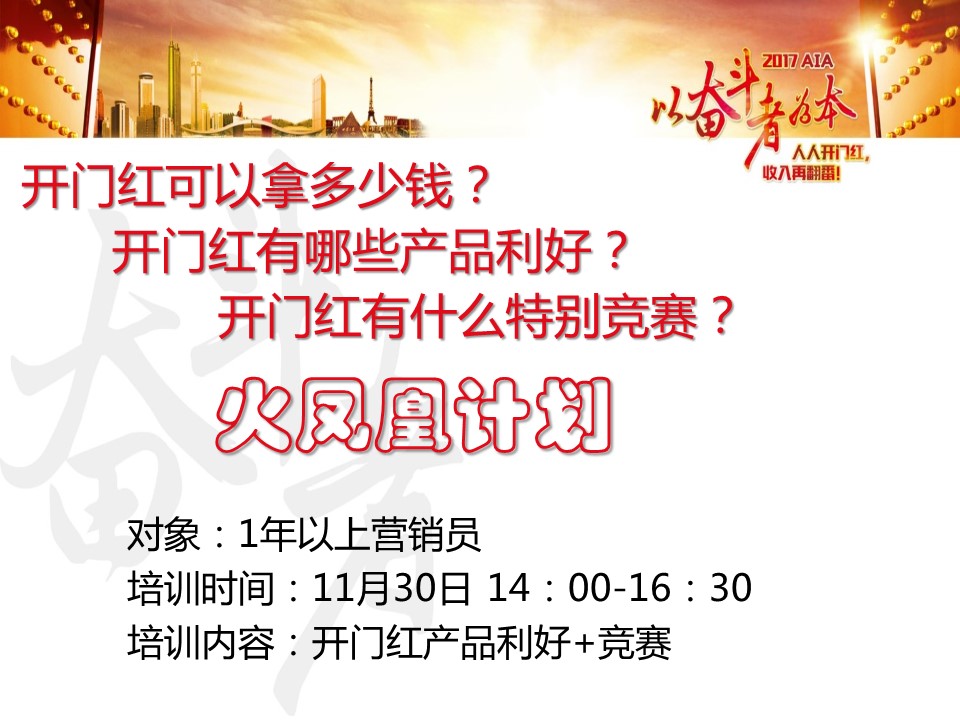 2017 AIA
以奋斗者为本
人人开门红，
收入再翻番！
开门红可以拿多少钱？
开门红有哪些产品利好？
开门红有什么特别竞赛？
火凤凰计划
奋斗者
对象：1年以上营销员
培训时间：11月30日 14：00-16：30
培训内容：开门红产品利好+竞赛